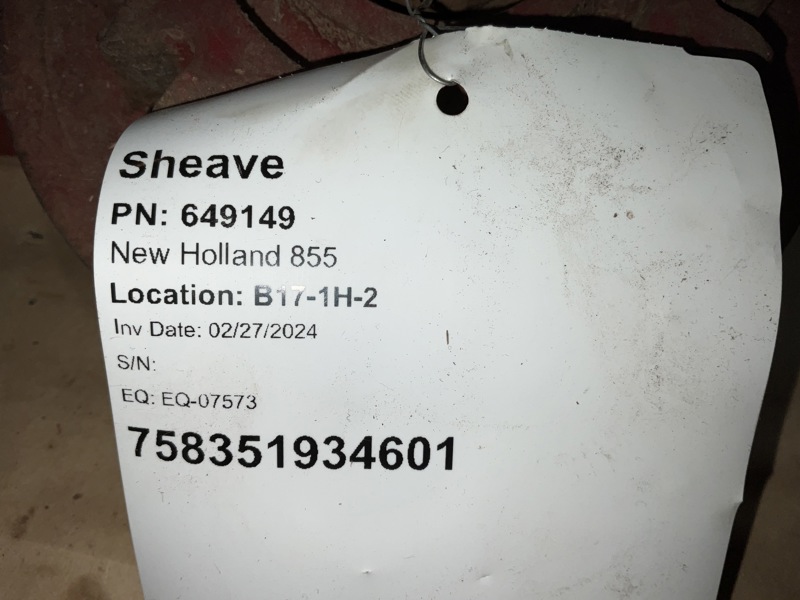 Sheave
PN: 649149
New Holland 855
Location: B17-1H-2
Inv Date: 02/27/2024
S/N:
EQ: EQ-07573
758351934601